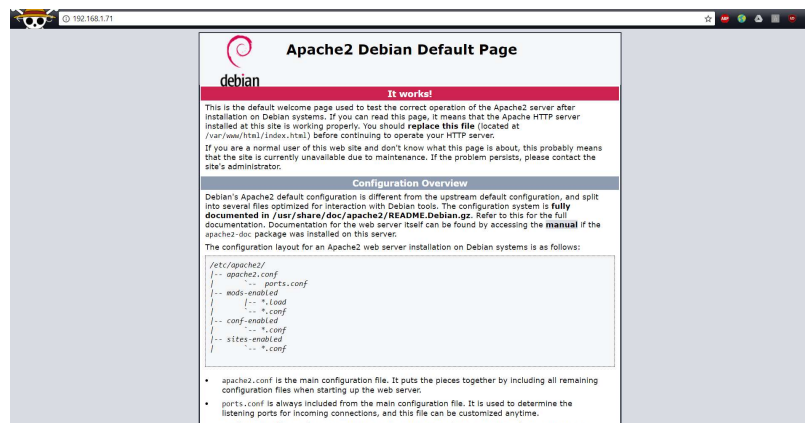 192.168.1.71
ABP
Apache2 Debian Default Page
debian
It works!
This is the default welcome page used to test the correct operation of the Apache2 server after
installation on Debian systems. If you can read this page, it means that the Apache HTTP server
installed at this site is working properly. You should replace this file (located at
/var/www/html/index.html) before continuing to operate your HTTP server.
If you are a normal user of this web site and don't know what this page is about, this probably means
that the site is currently unavailable due to maintenance. If the problem persists, please contact the
site's administrator.
Configuration Overview
Debian's Apache2 default configuration is different from the upstream default configuration, and split
into several files optimized for interaction with Debian tools. The configuration system is fully
documented in /usr/share/doc/apache2/README.Debian.gz. Refer to this for the full
documentation. Documentation for the web server itself can be found by accessing the manual if the
apache2-doc package was installed on this server.
The configuration layout for an Apache2 web server installation on Debian systems is as follows:
/etc/apache2/
|-- apache2.conf
|       `--  ports.conf
|-- mods-enabled
|       |-- *.load
|       `-- *.conf
|-- conf-enabled
|       `-- *.conf
|-- sites-enabled
|       `-- *.conf
• apache2.conf is the main configuration file. It puts the pieces together by including all remaining
configuration files when starting up the web server.
• ports.conf is always included from the main configuration file. It is used to determine the
listening ports for incoming connections, and this file can be customized anytime.